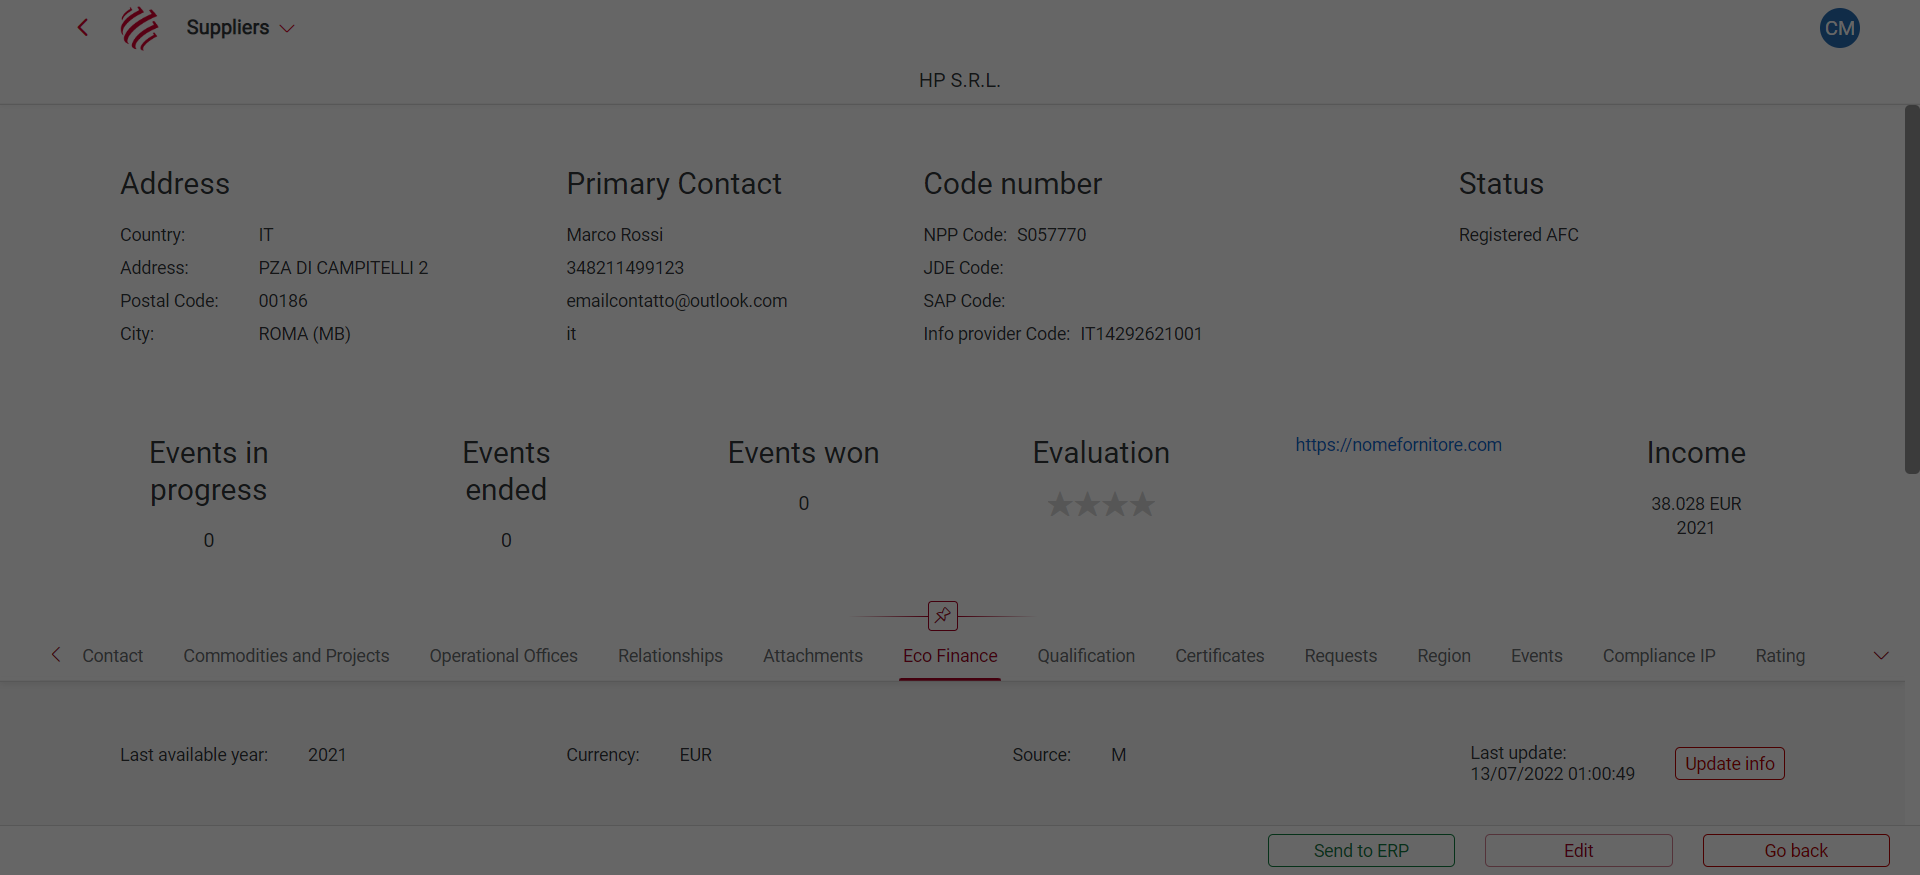 Suppliers
CM
HP S.R.L.
Address
Country: IT
Address: PZA DI CAMPITELLI 2
Postal Code: 00186
City: ROMA (MB)
Primary Contact
Marco Rossi
348211499123
emailcontatto@outlook.com
it
Code number
NPP Code: S057770
JDE Code:
SAP Code:
Info provider Code: IT14292621001
Status
Registered AFC
Events in
progress
0
Events
ended
0
Events won
0
Evaluation
https://nomefornitore.com
Income
38.028 EUR
2021
Contact Commodities and Projects Operational Offices Relationships Attachments Eco Finance Qualification Certificates Requests Region Events Compliance IP Rating
Last available year: 2021
Currency: EUR
Source: M
Last update:
13/07/2022 01:00:49
Update info
Send to ERP
Edit
Go back